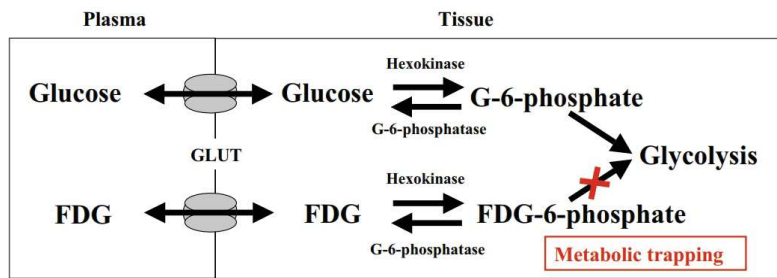 Plasma
Tissue
Glucose
Glucose
Hexokinase
G-6-phosphatase
G-6-phosphate
GLUT
Glycolysis
FDG
FDG
Hexokinase
G-6-phosphatase
FDG-6-phosphate
Metabolic trapping